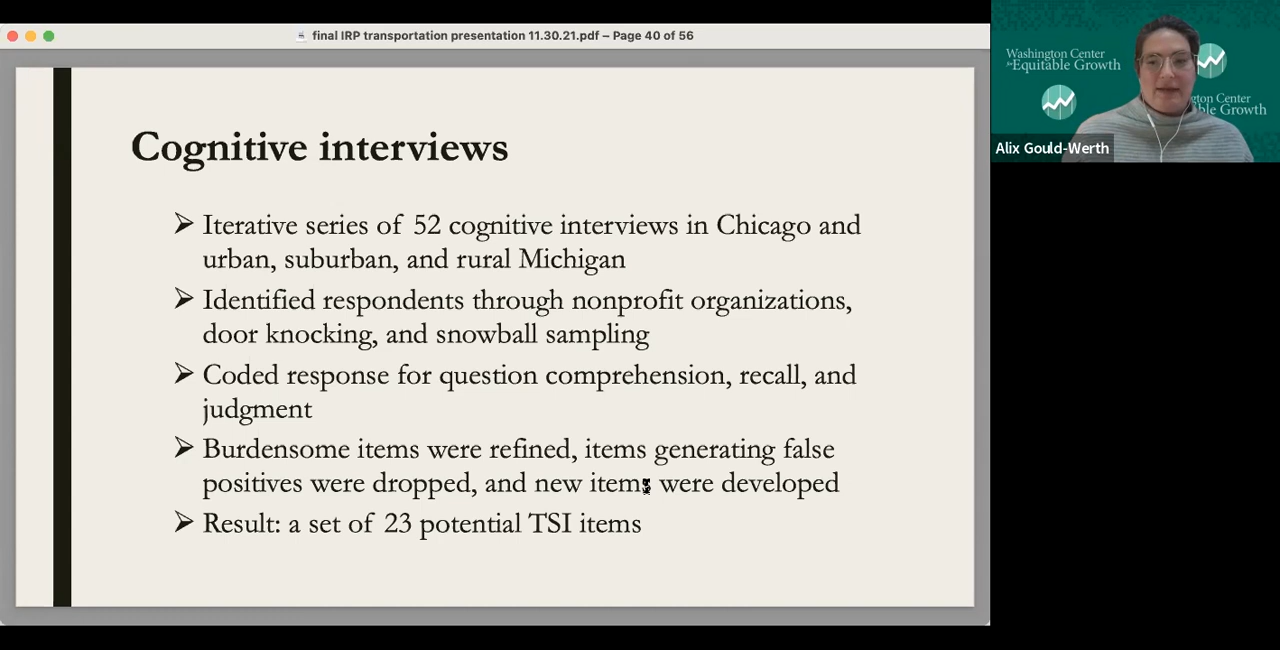 final IRP transportation presentation 11.30.21.pdf – Page 40 of 56
Cognitive interviews
Iterative series of 52 cognitive interviews in Chicago and
urban, suburban, and rural Michigan
Identified respondents through nonprofit organizations,
door knocking, and snowball sampling
Coded response for question comprehension, recall, and
judgment
Burdensome items were refined, items generating false
positives were dropped, and new items were developed
Result: a set of 23 potential TSI items
Washington Center
for Equitable Growth
ngton Center
ble Growth
Alix Gould-Werth